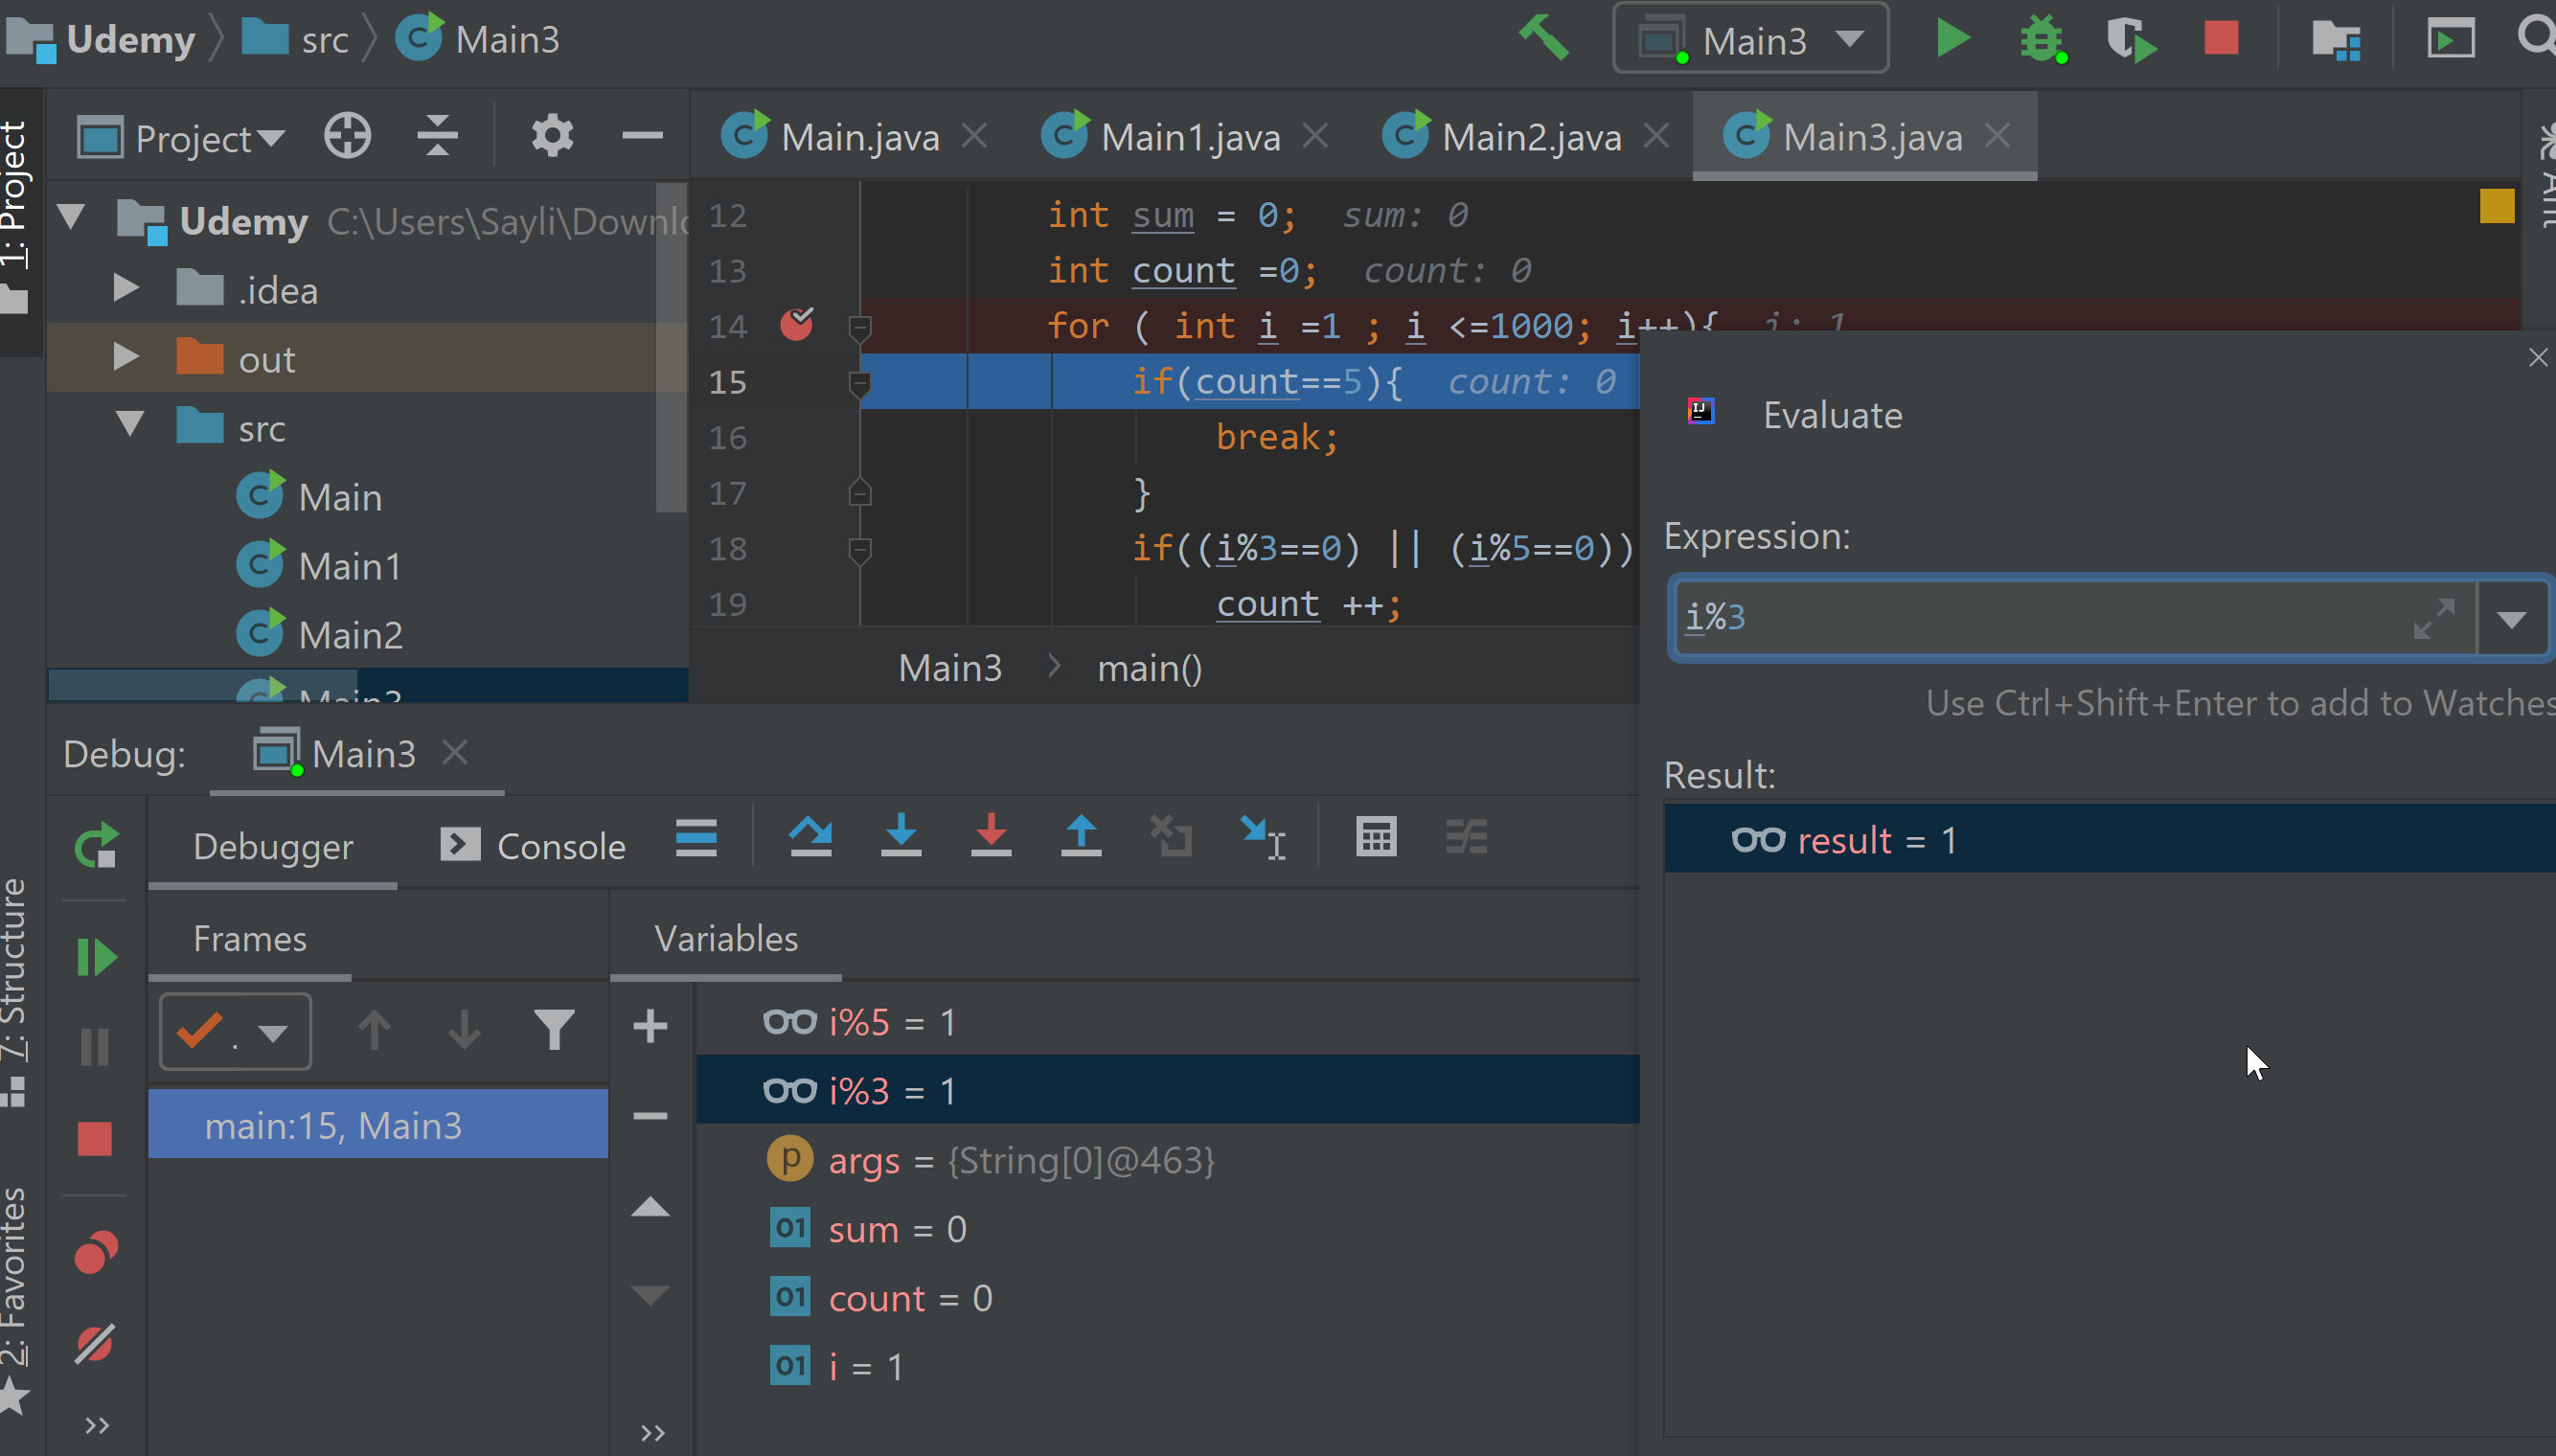 Udemy src Main3
Main3
1: Project
Project
Main.java Main1.java Main2.java Main3.java
Ant
Udemy C:\Users\Sayli\Downlo
.idea
out
src
Main
Main1
Main2
Main3
12 int sum = 0; sum: 0
13 int count =0; count: 0
14 for ( int i =1 ; i <=1000; i++){ i: 1
15 if(count==5){ count: 0
16 break;
17 }
18 if((i%3==0) || (i%5==0))
19 count ++;
Main3 > main()
Evaluate
Expression:
i%3
Use Ctrl+Shift+Enter to add to Watches
Result:
result = 1
Debug: Main3
Debugger Console
7: Structure
2: Favorites
Frames
main:15, Main3
Variables
i%5 = 1
i%3 = 1
p args = {String[0]@463}
01 sum = 0
01 count = 0
01 i = 1